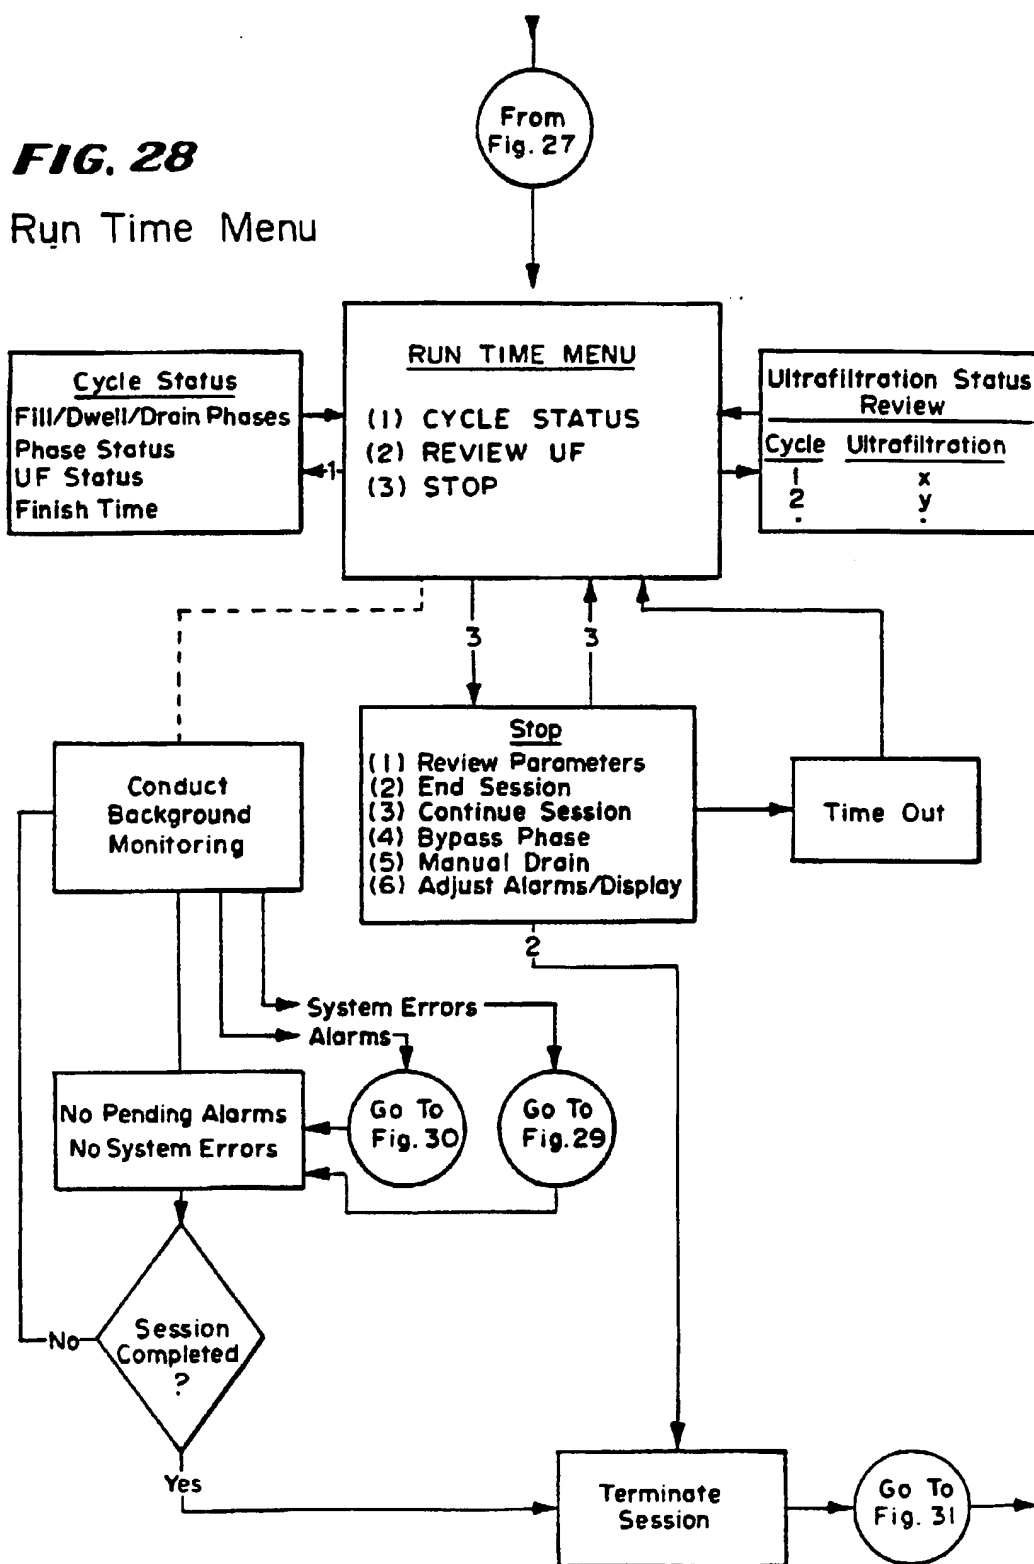 From
Fig. 27
FIG. 28
Run Time Menu
RUN TIME MENU
(1) CYCLE STATUS
(2) REVIEW UF
(3) STOP
Cycle Status
Fill/Dwell/Drain Phases
Phase Status
UF Status
Finish Time
1
Ultrafiltration Status
Review
Cycle Ultrafiltration
1 x
2 y
. .
3
3
Stop
(1) Review Parameters
(2) End Session
(3) Continue Session
(4) Bypass Phase
(5) Manual Drain
(6) Adjust Alarms/Display
Time Out
Conduct
Background
Monitoring
2
System Errors
Alarms
No Pending Alarms
No System Errors
Go To
Fig. 30
Go To
Fig. 29
Session
Completed
?
No
Yes
Terminate
Session
Go To
Fig. 31